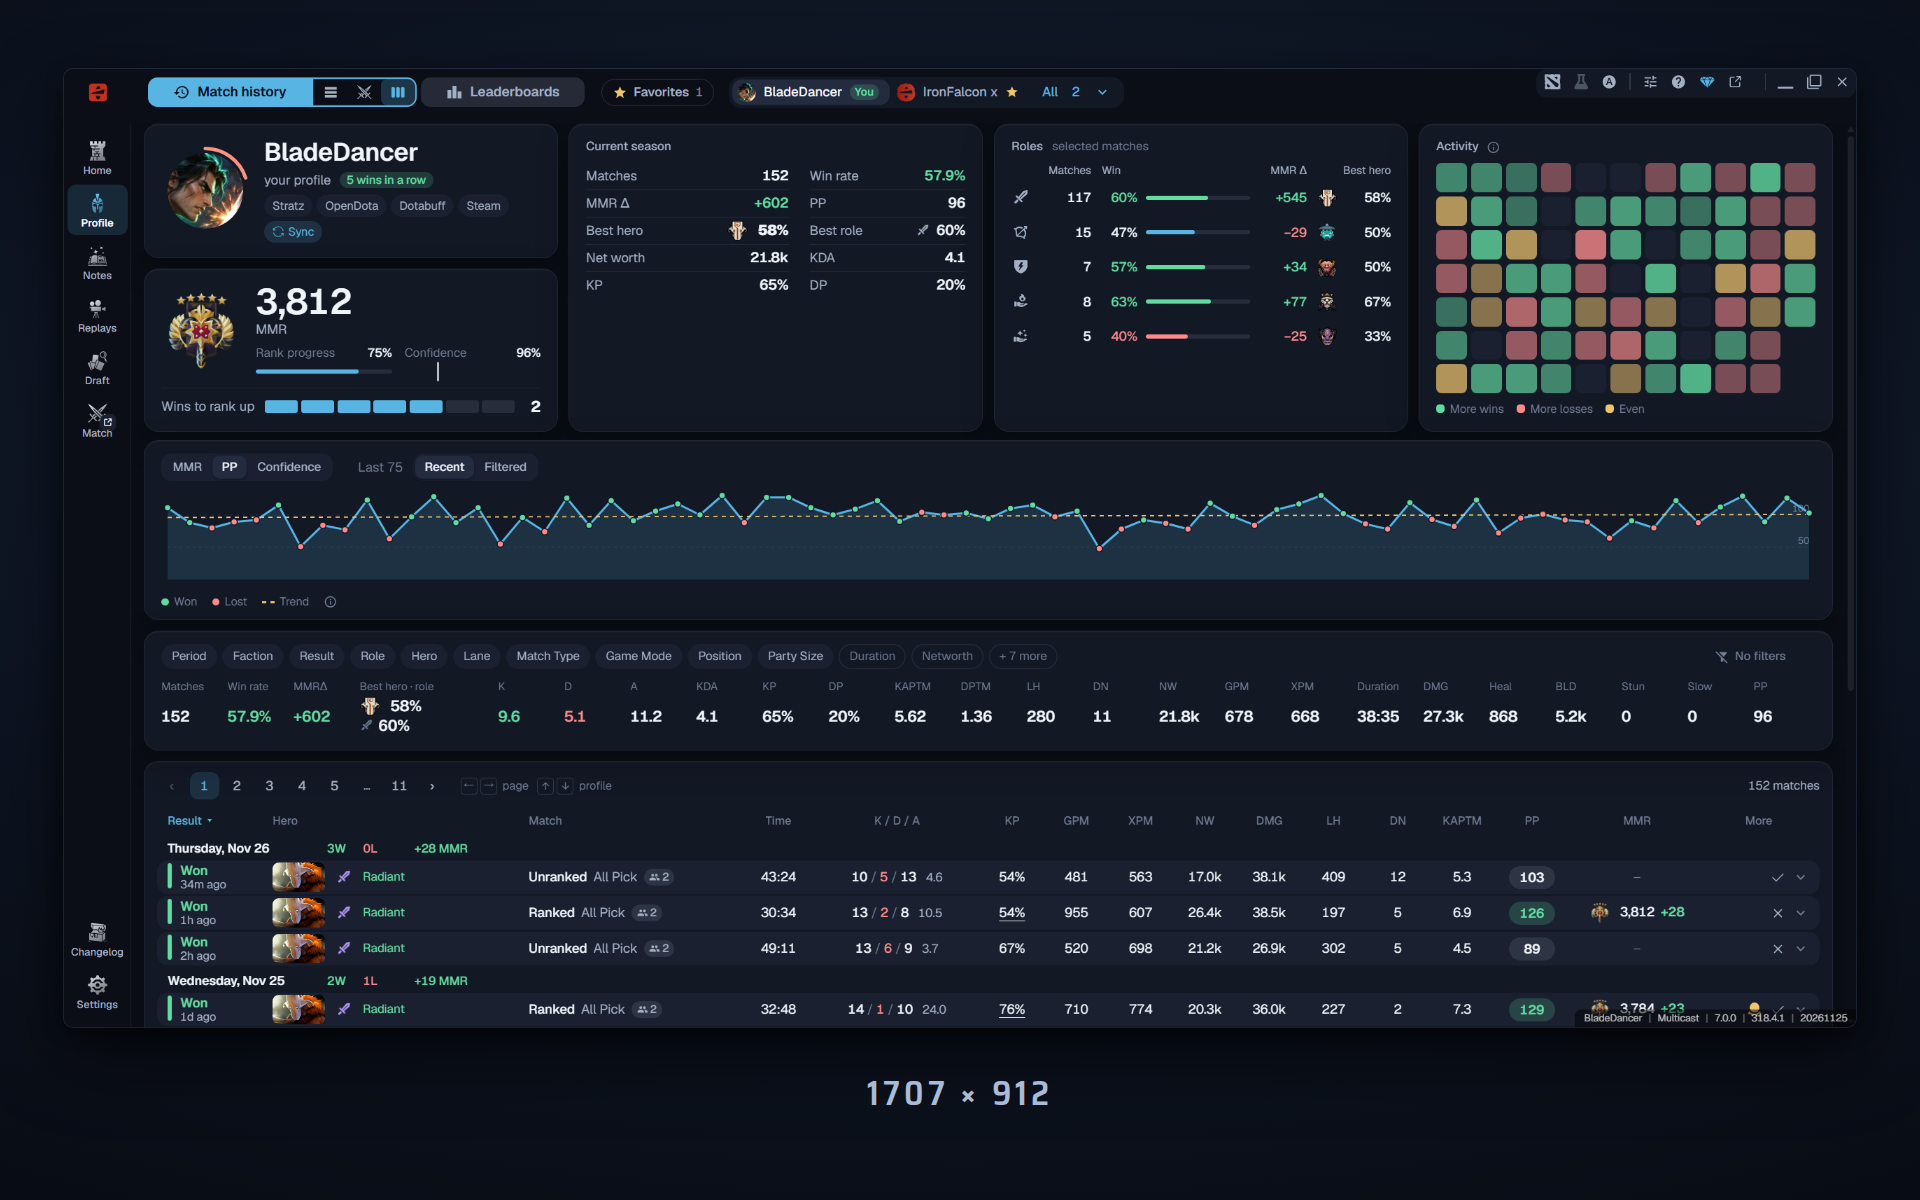 Match history
Leaderboards
Favorites 1
BladeDancer You
IronFalcon x
All 2
Home
Profile
Notes
Replays
Draft
Match
Changelog
Settings
BladeDancer
your profile 5 wins in a row
Stratz OpenDota Dotabuff Steam
Sync
3,812
MMR
Rank progress 75% Confidence 96%
Wins to rank up 2
Current season
Matches 152 Win rate 57.9%
MMR Δ +602 PP 96
Best hero 58% Best role 60%
Net worth 21.8k KDA 4.1
KP 65% DP 20%
Roles selected matches
Matches Win MMR Δ Best hero
117 60% +545 58%
15 47% −29 50%
7 57% +34 50%
8 63% +77 67%
5 40% −25 33%
Activity
More wins More losses Even
MMR PP Confidence Last 75 Recent Filtered
100
50
Won Lost Trend
Period Faction Result Role Hero Lane Match Type Game Mode Position Party Size Duration Networth + 7 more No filters
Matches Win rate MMRΔ Best hero · role K D A KDA KP DP KAPTM DPTM LH DN NW GPM XPM Duration DMG Heal BLD Stun Slow PP
152 57.9% +602 58% 60% 9.6 5.1 11.2 4.1 65% 20% 5.62 1.36 280 11 21.8k 678 668 38:35 27.3k 868 5.2k 0 0 96
‹ 1 2 3 4 5 … 11 › ← → page ↑ ↓ profile 152 matches
Result Hero Match Time K / D / A KP GPM XPM NW DMG LH DN KAPTM PP MMR More
Thursday, Nov 26 3W 0L +28 MMR
Won Radiant Unranked All Pick 2 43:24 10 / 5 / 13 4.6 54% 481 563 17.0k 38.1k 409 12 5.3 103 –
34m ago
Won Radiant Ranked All Pick 2 30:34 13 / 2 / 8 10.5 54% 955 607 26.4k 38.5k 197 5 6.9 126 3,812 +28
1h ago
Won Radiant Unranked All Pick 2 49:11 13 / 6 / 9 3.7 67% 520 698 21.2k 26.9k 302 5 4.5 89 –
2h ago
Wednesday, Nov 25 2W 1L +19 MMR
Won Radiant Ranked All Pick 2 32:48 14 / 1 / 10 24.0 76% 710 774 20.3k 36.0k 227 2 7.3 129 3,784 +23
1d ago
BladeDancer | Multicast | 7.0.0 | 318.4.1 | 20261125
1707 × 912